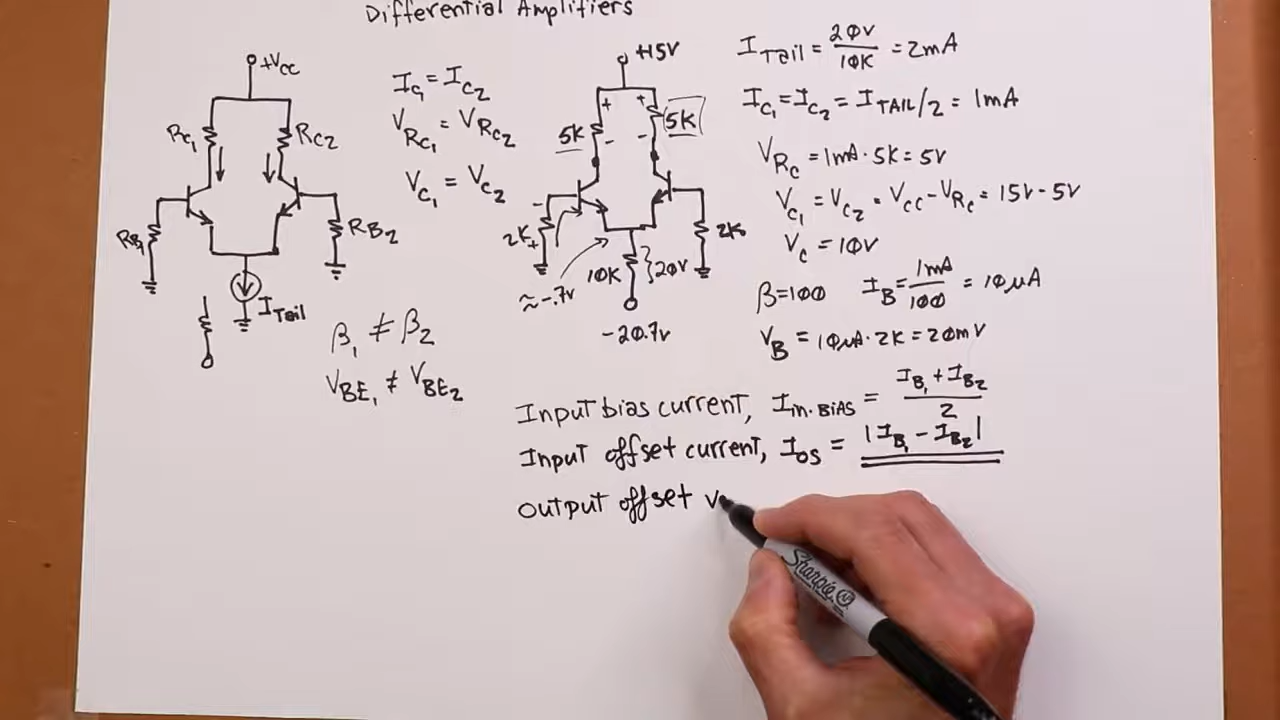 Differential Amplifiers
+Vcc
Rc₁
Rc2
RB₁
RB2
ITail
Ic₁ = Ic2
VRc₁ = VRc2
Vc₁ = Vc2
β₁ ≠ β2
VBE₁ ≠ VBE2
+15V
+ +
5K
5K
- -
-
2K
+
2K
10K
20V
≈-.7V
-20.7V
ITail = 20V/10K = 2mA
Ic₁ = Ic2 = ITAIL/2 = 1mA
VRc = 1mA · 5K = 5V
Vc₁ = Vc2 = Vcc - VRc = 15V - 5V
Vc = 10V
β=100 IB = 1mA/100 = 10μA
VB = 10μA · 2K = 20mV
Input bias current, Iin.BIAS = IB₁ + IB2 / 2
Input offset current, Ios = |IB₁ - IB2|
Output offset v
Sharpie